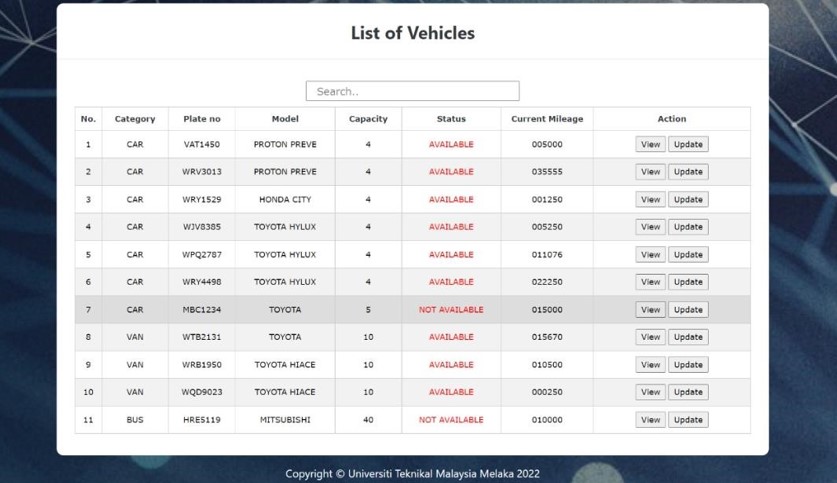 List of Vehicles
Search..
No. Category Plate no Model Capacity Status Current Mileage Action
1 CAR VAT1450 PROTON PREVE 4 AVAILABLE 005000 View Update
2 CAR WRV3013 PROTON PREVE 4 AVAILABLE 035555 View Update
3 CAR WRY1529 HONDA CITY 4 AVAILABLE 001250 View Update
4 CAR WJV8385 TOYOTA HYLUX 4 AVAILABLE 005250 View Update
5 CAR WPQ2787 TOYOTA HYLUX 4 AVAILABLE 011076 View Update
6 CAR WRY4498 TOYOTA HYLUX 4 AVAILABLE 022250 View Update
7 CAR MBC1234 TOYOTA 5 NOT AVAILABLE 015000 View Update
8 VAN WTB2131 TOYOTA 10 AVAILABLE 015670 View Update
9 VAN WRB1950 TOYOTA HIACE 10 AVAILABLE 010500 View Update
10 VAN WQD9023 TOYOTA HIACE 10 AVAILABLE 000250 View Update
11 BUS HRE5119 MITSUBISHI 40 NOT AVAILABLE 010000 View Update
Copyright © Universiti Teknikal Malaysia Melaka 2022